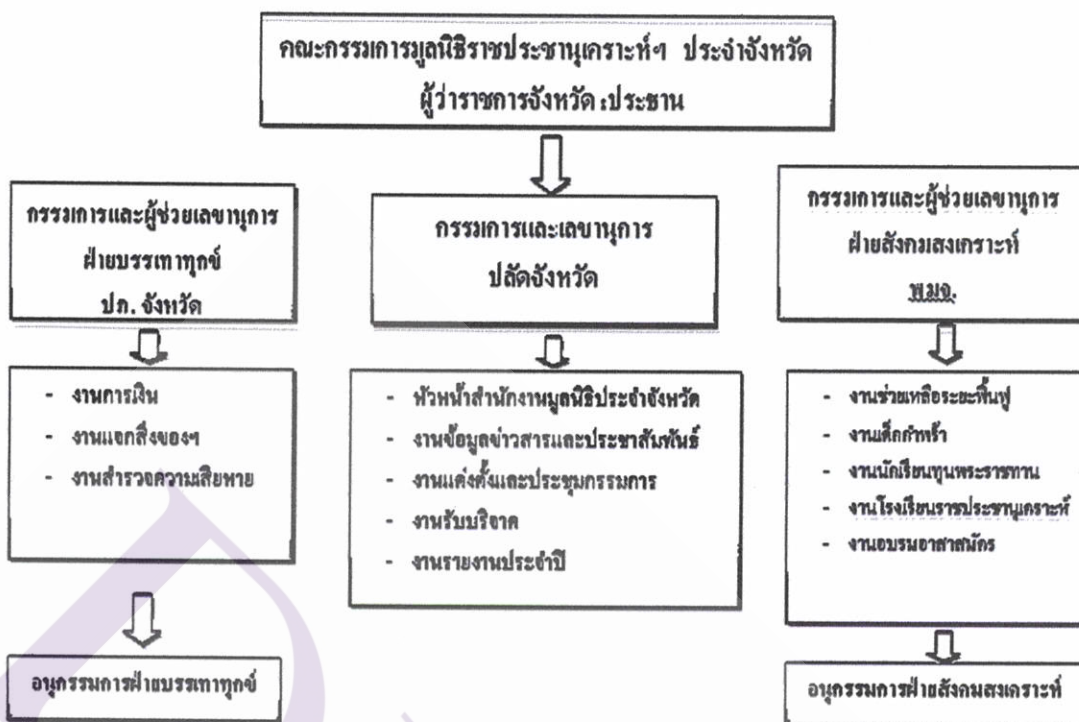 คณะกรรมการมูลนิธิราชประชานุเคราะห์ฯ ประจำจังหวัด
ผู้ว่าราชการจังหวัด :ประธาน
กรรมการและผู้ช่วยเลขานุการ
ฝ่ายบรรเทาทุกข์
ปภ. จังหวัด
กรรมการและเลขานุการ
ปลัดจังหวัด
กรรมการและผู้ช่วยเลขานุการ
ฝ่ายสังคมสงเคราะห์
พมจ.
- งานการเงิน
- งานแจกสิ่งของฯ
- งานสำรวจความเสียหาย
- หัวหน้าสำนักงานมูลนิธิประจำจังหวัด
- งานข้อมูลข่าวสารและประชาสัมพันธ์
- งานแต่งตั้งและประชุมกรรมการ
- งานรับบริจาค
- งานรายงานประจำปี
- งานช่วยเหลือระยะฟื้นฟู
- งานเด็กกำพร้า
- งานนักเรียนทุนพระราชทาน
- งานโรงเรียนราชประชานุเคราะห์
- งานอบรมอาสาสมัคร
อนุกรรมการฝ่ายบรรเทาทุกข์
อนุกรรมการฝ่ายสังคมสงเคราะห์